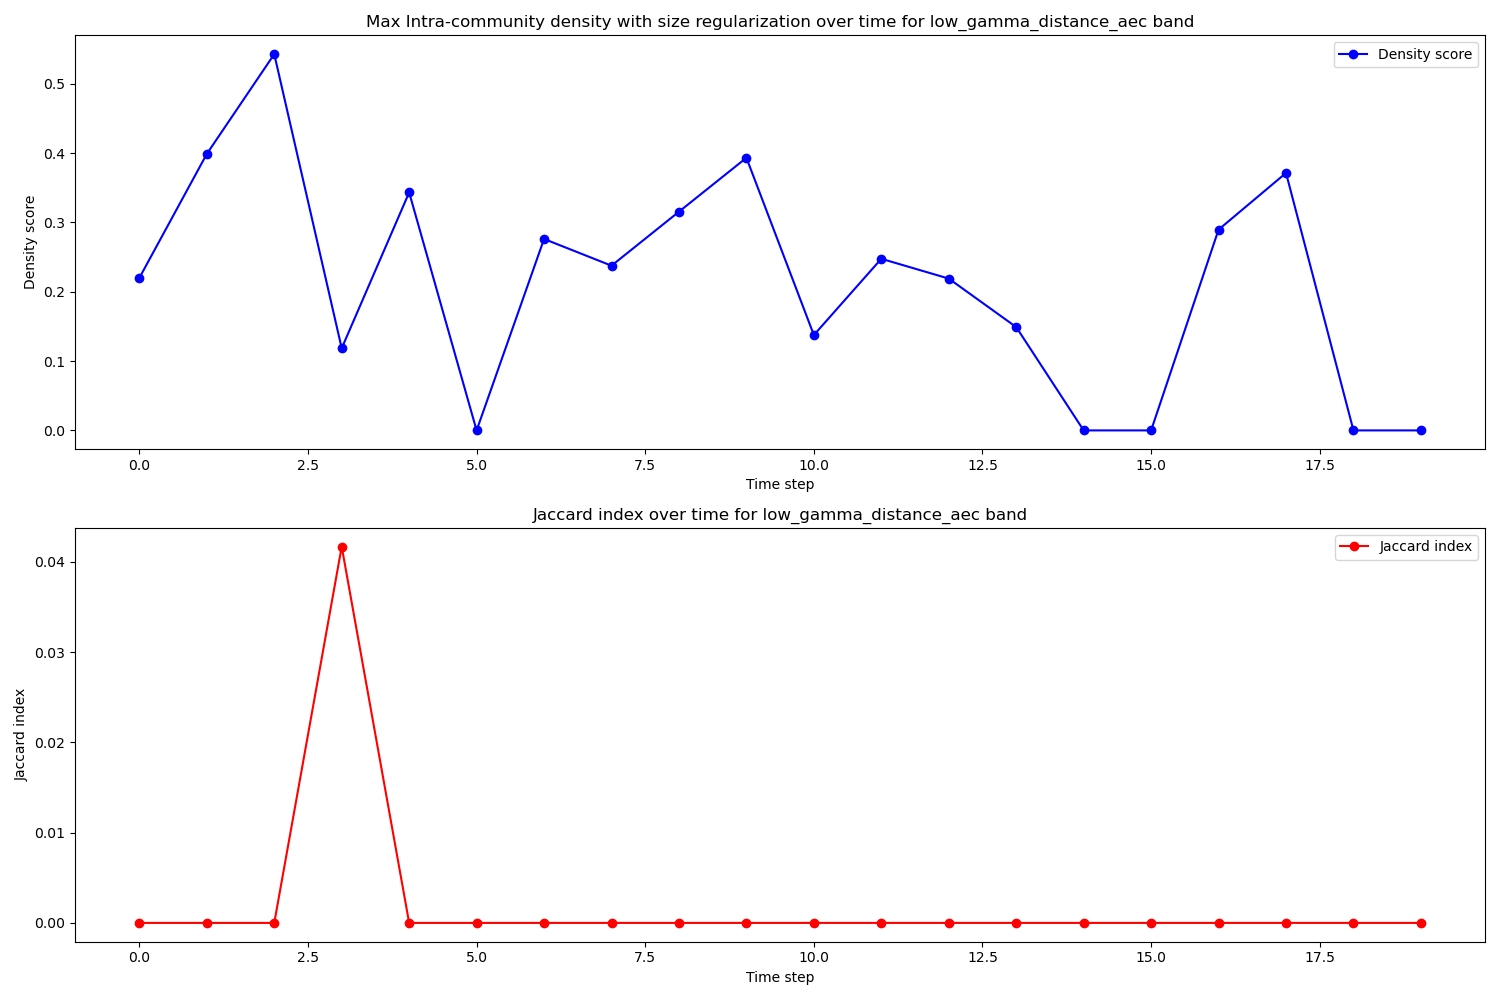 Max Intra-community density with size regularization over time for low_gamma_distance_aec band
Density score
0.5
0.4
0.3
0.2
0.1
0.0
Density score
0.0 2.5 5.0 7.5 10.0 12.5 15.0 17.5
Time step
Jaccard index over time for low_gamma_distance_aec band
Jaccard index
0.04
0.03
0.02
0.01
0.00
Jaccard index
0.0 2.5 5.0 7.5 10.0 12.5 15.0 17.5
Time step